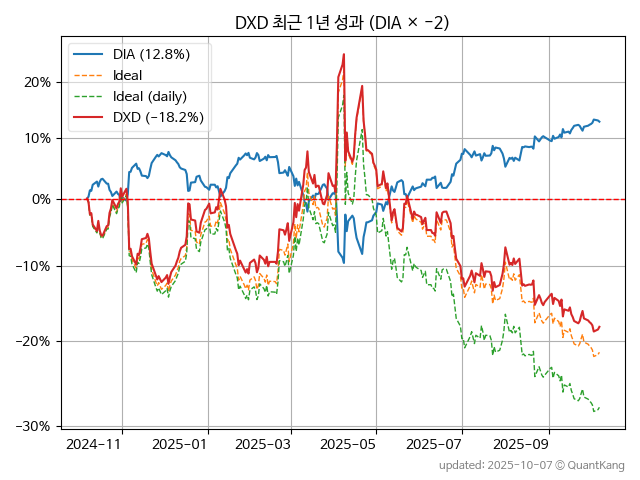 DXD 최근 1년 성과 (DIA × −2)
DIA (12.8%)
Ideal
Ideal (daily)
DXD (−18.2%)
20%
10%
0%
−10%
−20%
−30%
2024-11 2025-01 2025-03 2025-05 2025-07 2025-09
updated: 2025-10-07 © QuantKang